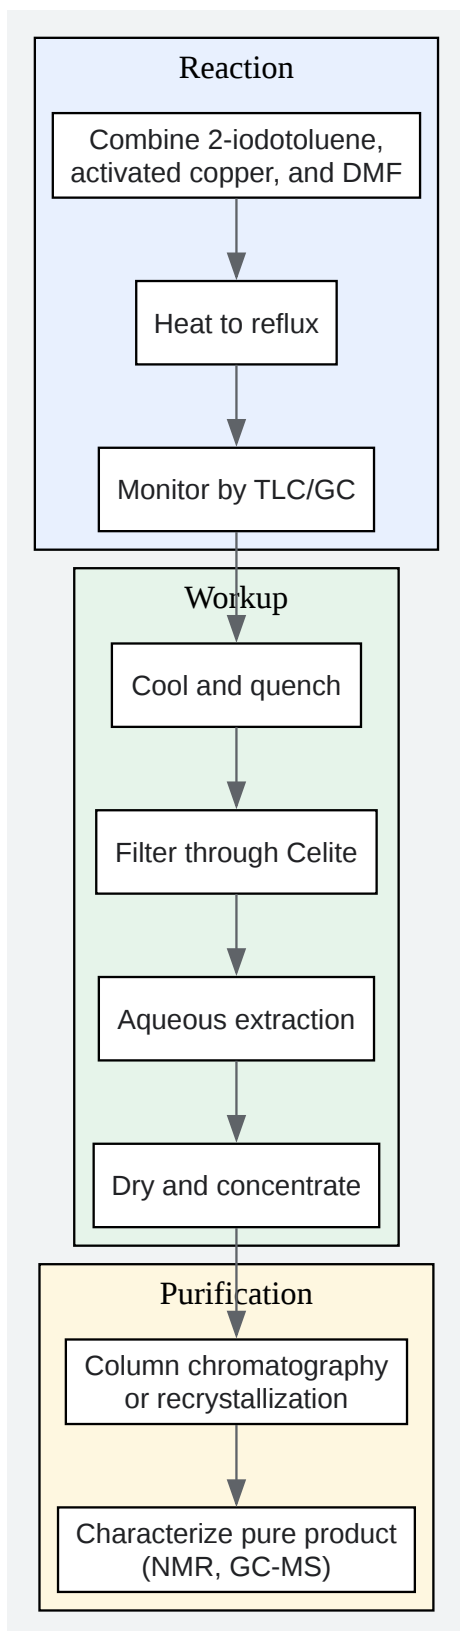 Reaction
Combine 2-iodotoluene,
activated copper, and DMF
Heat to reflux
Monitor by TLC/GC
Workup
Cool and quench
Filter through Celite
Aqueous extraction
Dry and concentrate
Purification
Column chromatography
or recrystallization
Characterize pure product
(NMR, GC-MS)